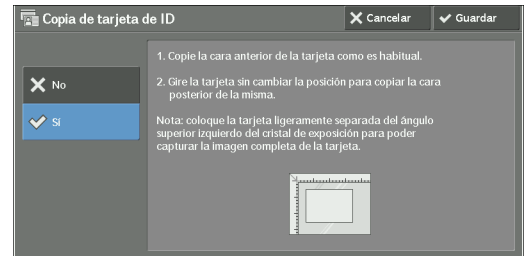 Copia de tarjeta de ID
Cancelar
Guardar
No
Sí
1. Copie la cara anterior de la tarjeta como es habitual.
2. Gire la tarjeta sin cambiar la posición para copiar la cara
posterior de la misma.
Nota: coloque la tarjeta ligeramente separada del ángulo
superior izquierdo del cristal de exposición para poder
capturar la imagen completa de la tarjeta.